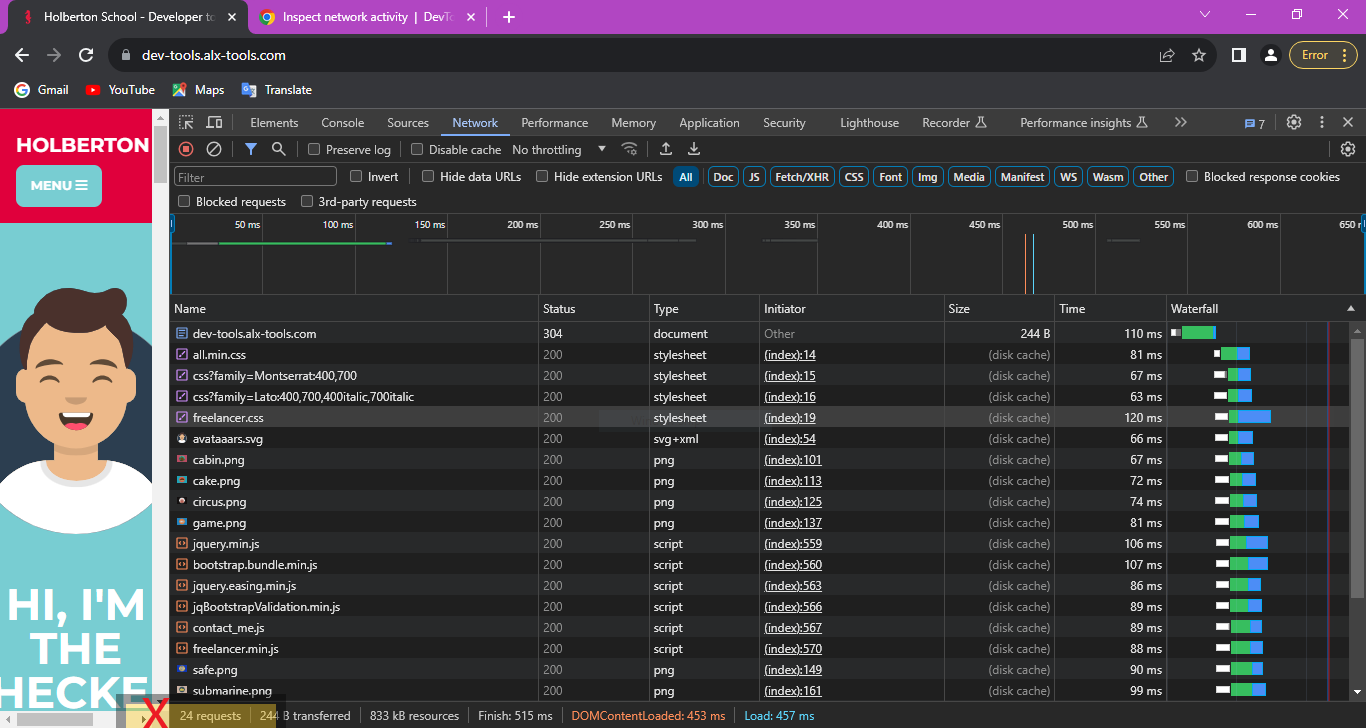 Holberton School - Developer to
Inspect network activity | DevTo
dev-tools.alx-tools.com
Error
Gmail YouTube Maps Translate
HOLBERTON
MENU
HI, I'M
THE
HECKE
Elements Console Sources Network Performance Memory Application Security Lighthouse Recorder Performance insights 7
Preserve log Disable cache No throttling
Filter Invert Hide data URLs Hide extension URLs All Doc JS Fetch/XHR CSS Font Img Media Manifest WS Wasm Other Blocked response cookies
Blocked requests 3rd-party requests
50 ms 100 ms 150 ms 200 ms 250 ms 300 ms 350 ms 400 ms 450 ms 500 ms 550 ms 600 ms 650 r
Name Status Type Initiator Size Time Waterfall
dev-tools.alx-tools.com 304 document Other 244 B 110 ms
all.min.css 200 stylesheet (index):14 (disk cache) 81 ms
css?family=Montserrat:400,700 200 stylesheet (index):15 (disk cache) 67 ms
css?family=Lato:400,700,400italic,700italic 200 stylesheet (index):16 (disk cache) 63 ms
freelancer.css 200 stylesheet (index):19 (disk cache) 120 ms
avataaars.svg 200 svg+xml (index):54 (disk cache) 66 ms
cabin.png 200 png (index):101 (disk cache) 67 ms
cake.png 200 png (index):113 (disk cache) 72 ms
circus.png 200 png (index):125 (disk cache) 74 ms
game.png 200 png (index):137 (disk cache) 81 ms
jquery.min.js 200 script (index):559 (disk cache) 106 ms
bootstrap.bundle.min.js 200 script (index):560 (disk cache) 107 ms
jquery.easing.min.js 200 script (index):563 (disk cache) 86 ms
jqBootstrapValidation.min.js 200 script (index):566 (disk cache) 89 ms
contact_me.js 200 script (index):567 (disk cache) 89 ms
freelancer.min.js 200 script (index):570 (disk cache) 88 ms
safe.png 200 png (index):149 (disk cache) 90 ms
submarine.png 200 png (index):161 (disk cache) 99 ms
X 24 requests 244 B transferred 833 kB resources Finish: 515 ms DOMContentLoaded: 453 ms Load: 457 ms